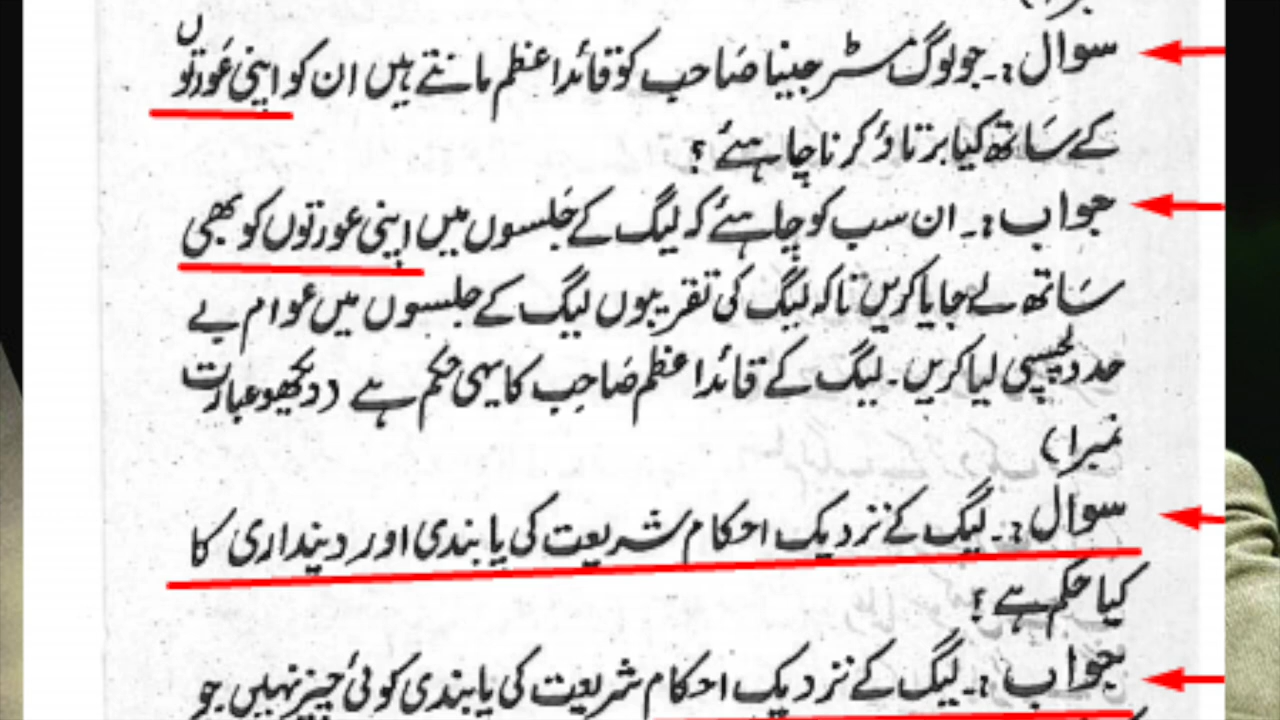 سوال :۔ جو لوگ مسٹر جینا صاحب کو قائد اعظم مانتے ہیں ان کو اپنی عورتوں
کے ساتھ کیا برتاؤ کرنا چاہئے ؟
جواب :۔ ان سب کو چاہئے کہ لیگ کے جلسوں میں اپنی عورتوں کو بھی
ساتھ لے جایا کریں تاکہ لیگ کی تقریبوں لیگ کے جلسوں میں عوام بے
حد دلچسپی لیا کریں۔ لیگ کے قائد اعظم صاحب کا یہی حکم ہے (دیکھو عبارت
نمبر ۱)
سوال :۔ لیگ کے نزدیک احکام شریعت کی پابندی اور دینداری کا
کیا حکم ہے ؟
جواب :۔ لیگ کے نزدیک احکام شریعت کی پابندی کوئی چیز نہیں جو